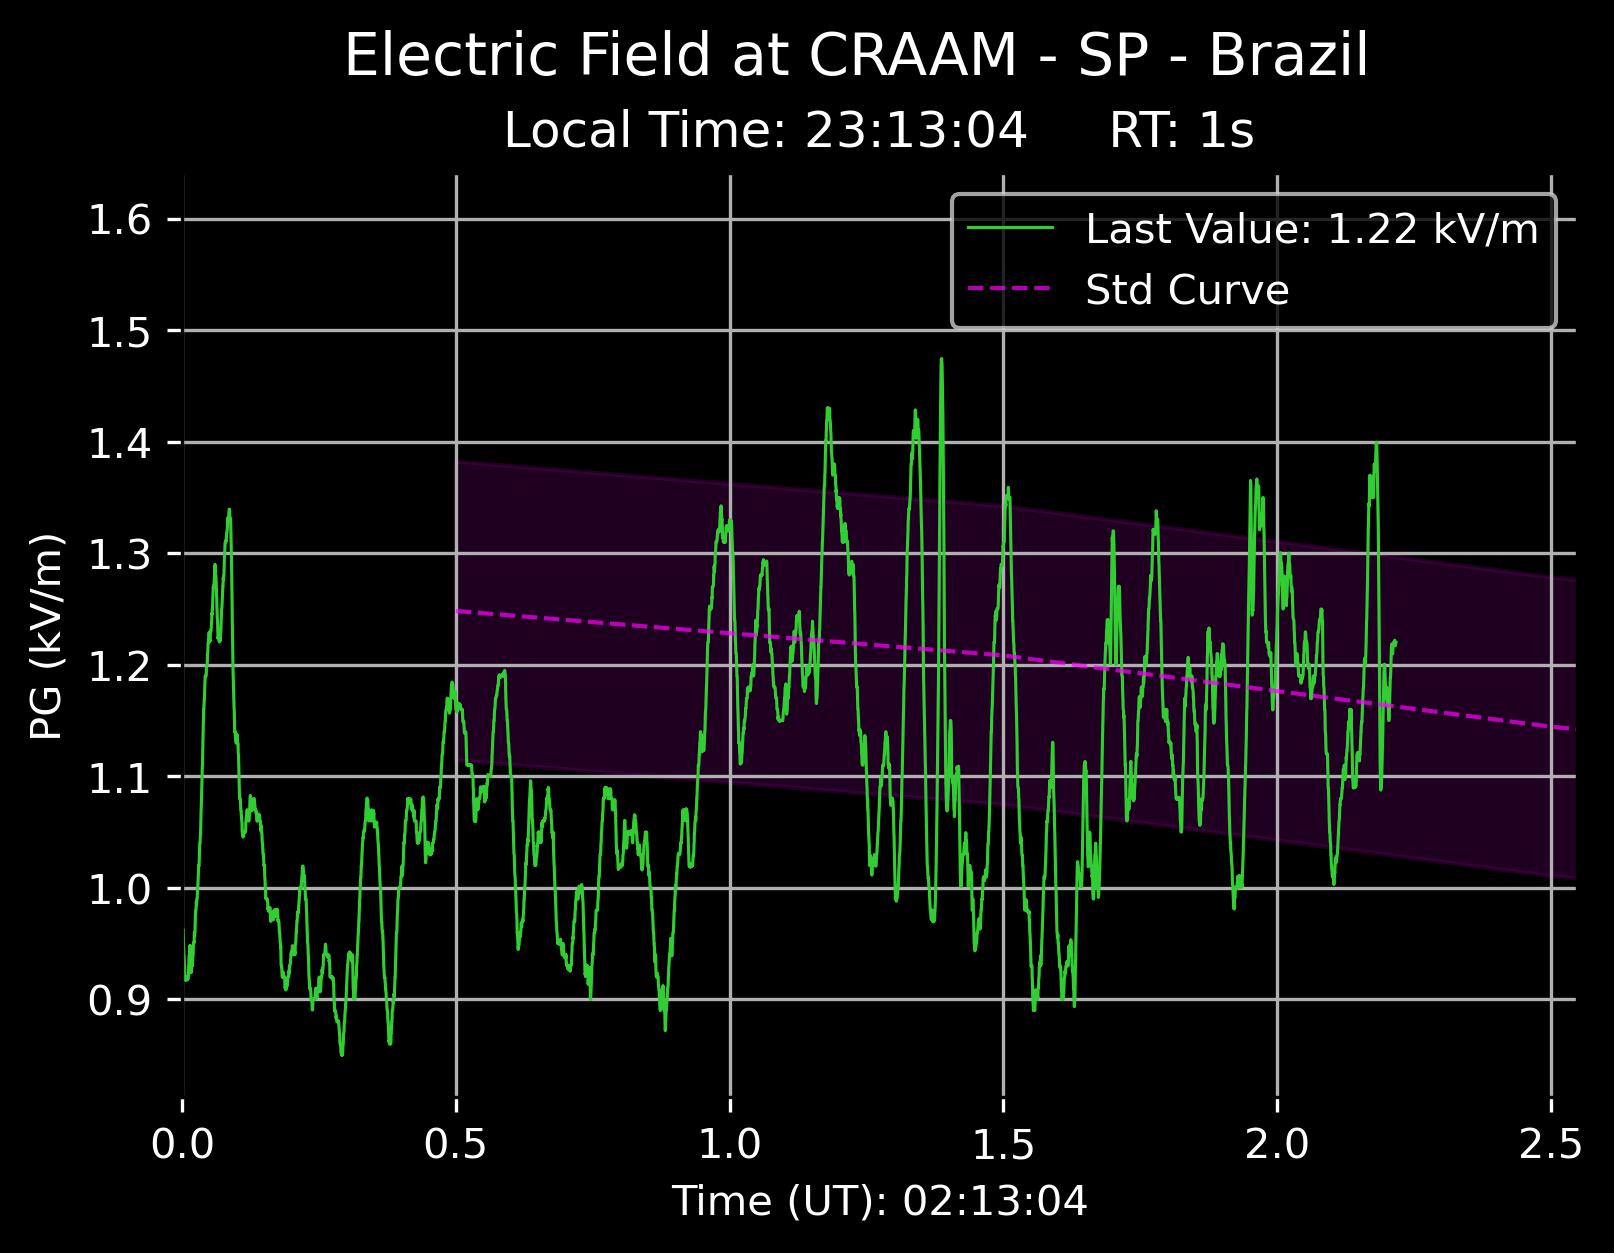 Electric Field at CRAAM - SP - Brazil
Local Time: 23:13:04 RT: 1s
Last Value: 1.22 kV/m
Std Curve
PG (kV/m)
1.6
1.5
1.4
1.3
1.2
1.1
1.0
0.9
0.0 0.5 1.0 1.5 2.0 2.5
Time (UT): 02:13:04